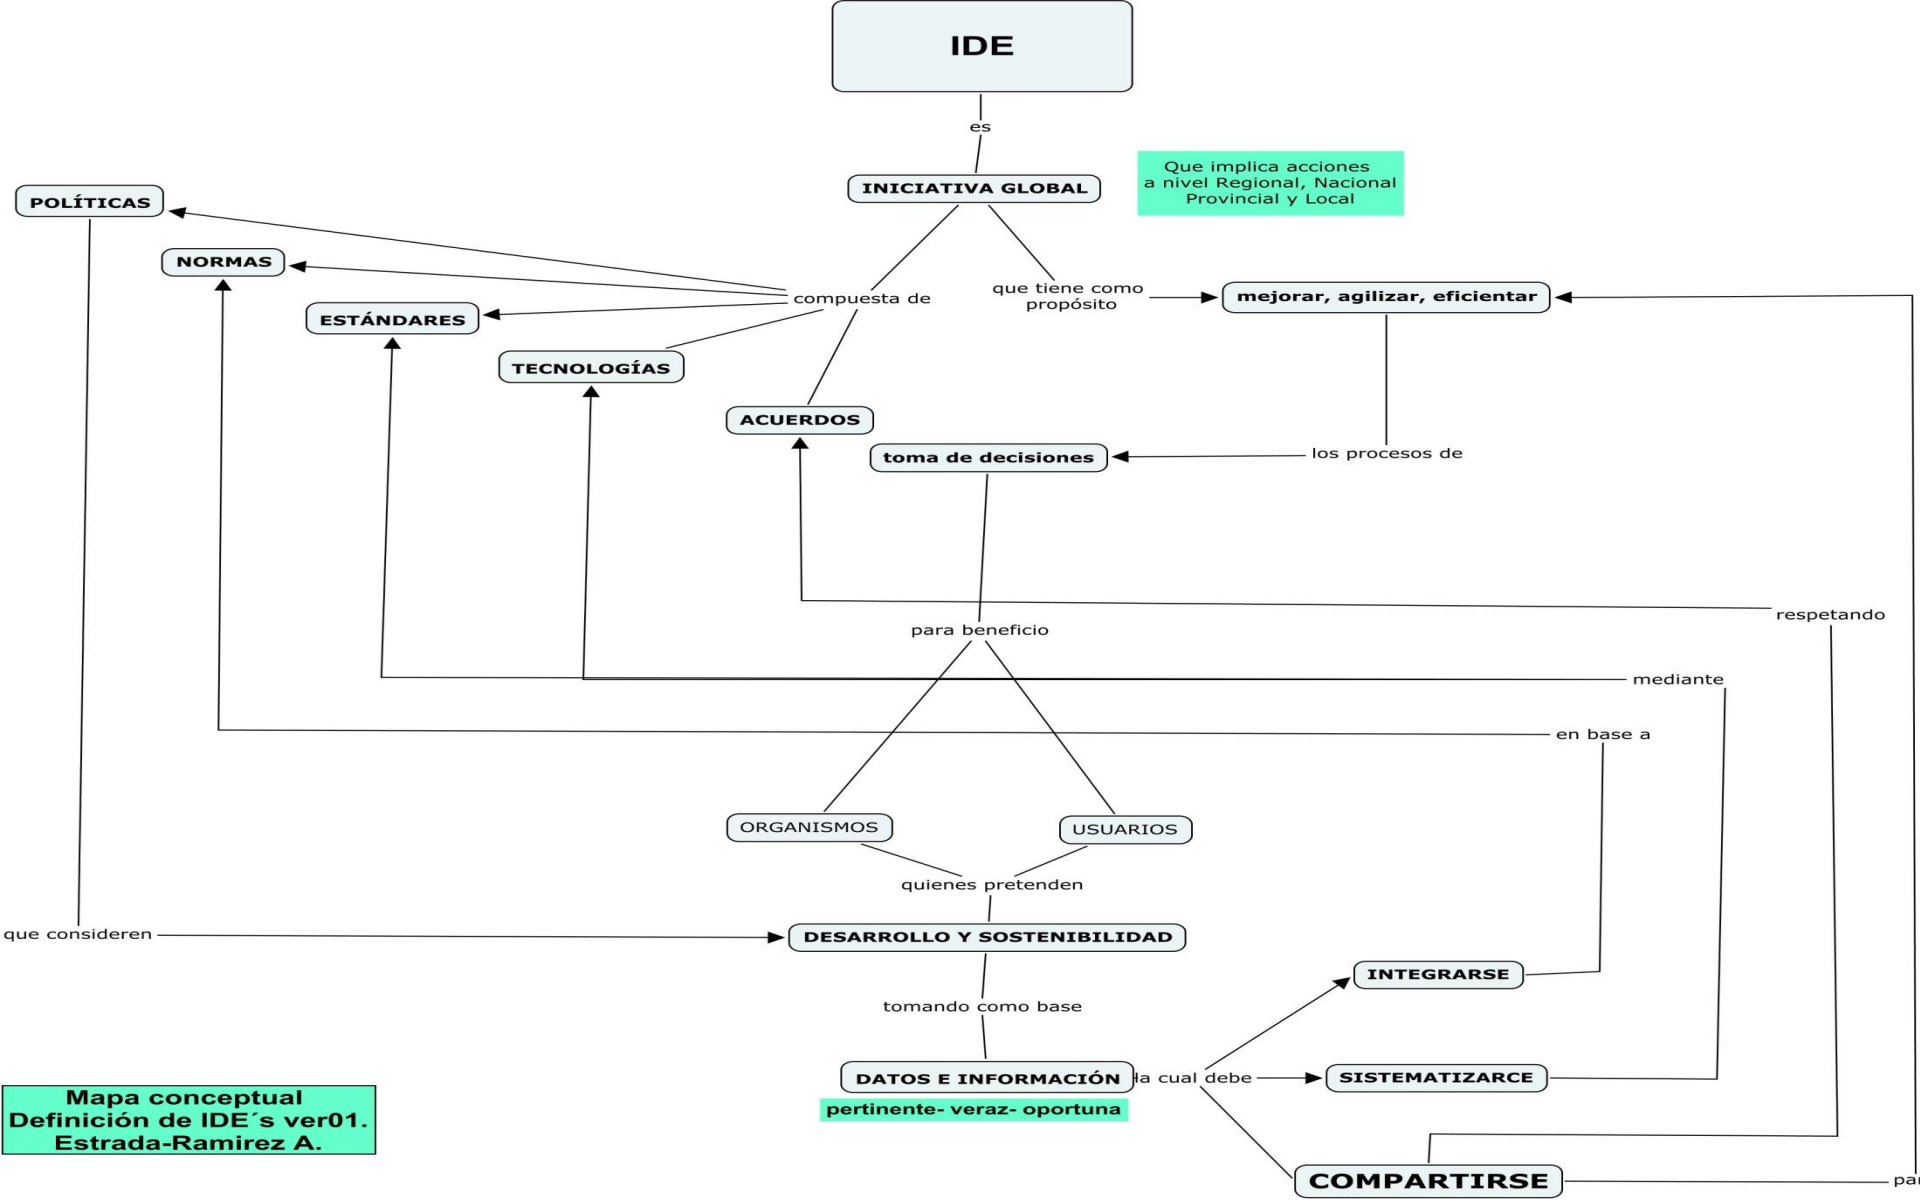 IDE
es
INICIATIVA GLOBAL
Que implica acciones
a nivel Regional, Nacional
Provincial y Local
POLÍTICAS
NORMAS
ESTÁNDARES
TECNOLOGÍAS
ACUERDOS
compuesta de
que tiene como
propósito
mejorar, agilizar, eficientar
los procesos de
toma de decisiones
respetando
para beneficio
mediante
en base a
ORGANISMOS
USUARIOS
quienes pretenden
que consideren
DESARROLLO Y SOSTENIBILIDAD
INTEGRARSE
tomando como base
DATOS E INFORMACIÓN
la cual debe
SISTEMATIZARCE
pertinente- veraz- oportuna
COMPARTIRSE
Mapa conceptual
Definición de IDE´s ver01.
Estrada-Ramirez A.